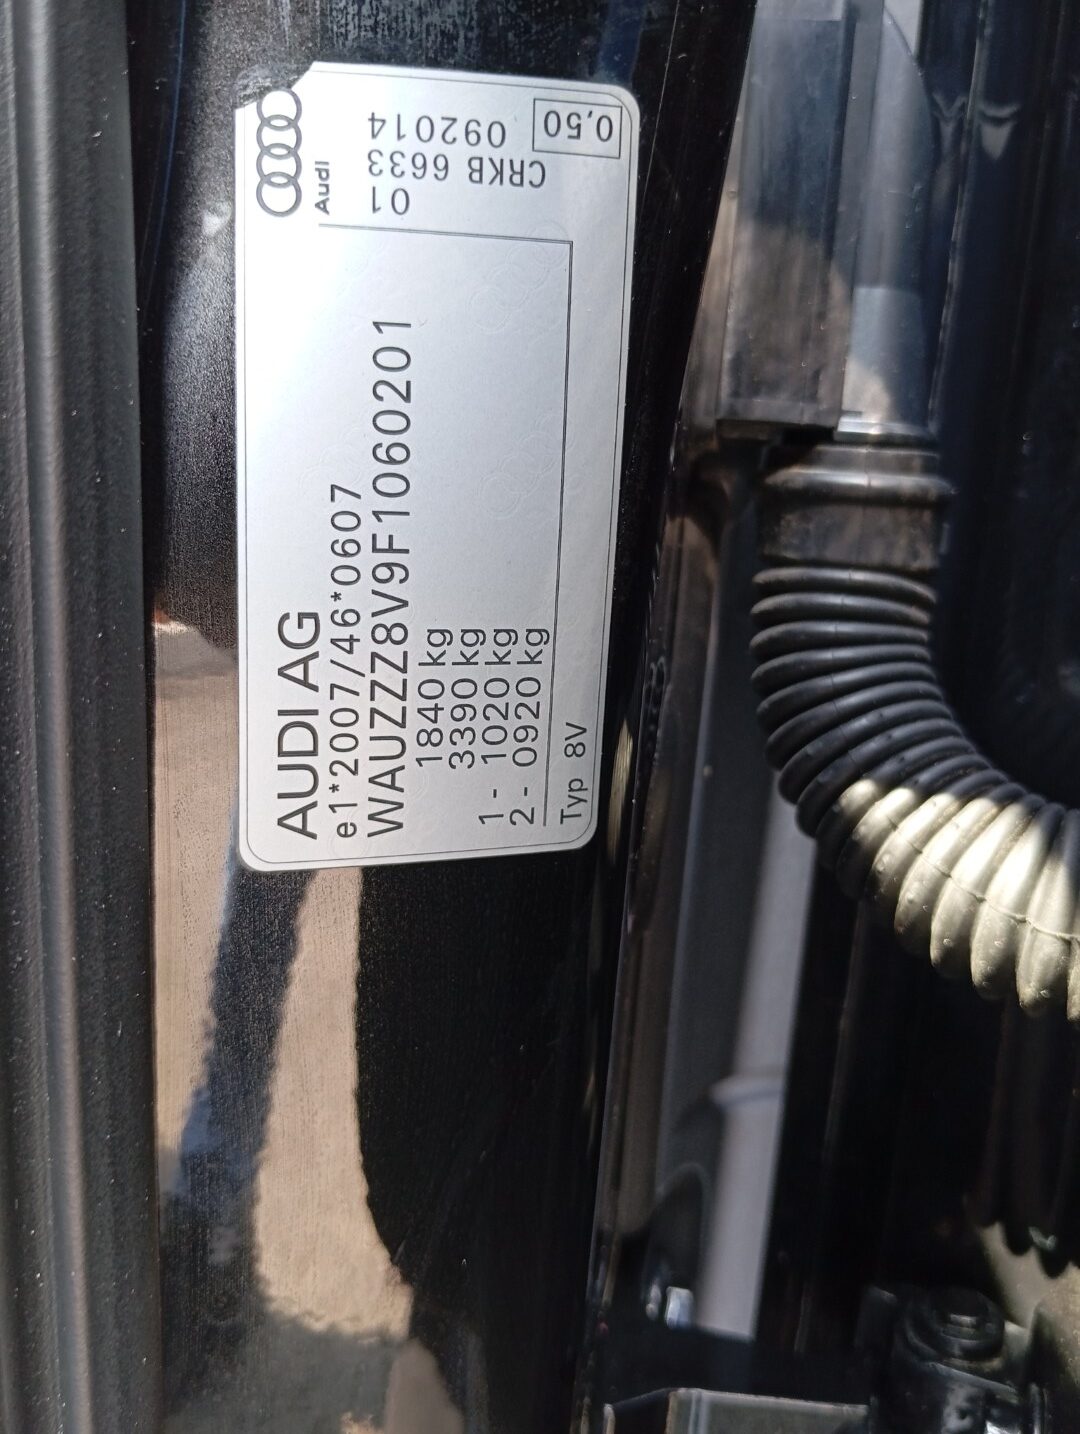 AUDI AG
e1*2007/46*0607
WAUZZZ8V9F1060201
1840 kg
3390 kg
1 - 1020 kg
2 - 0920 kg
Typ 8V
Audi
01
CRKB 6633
092014
0,50